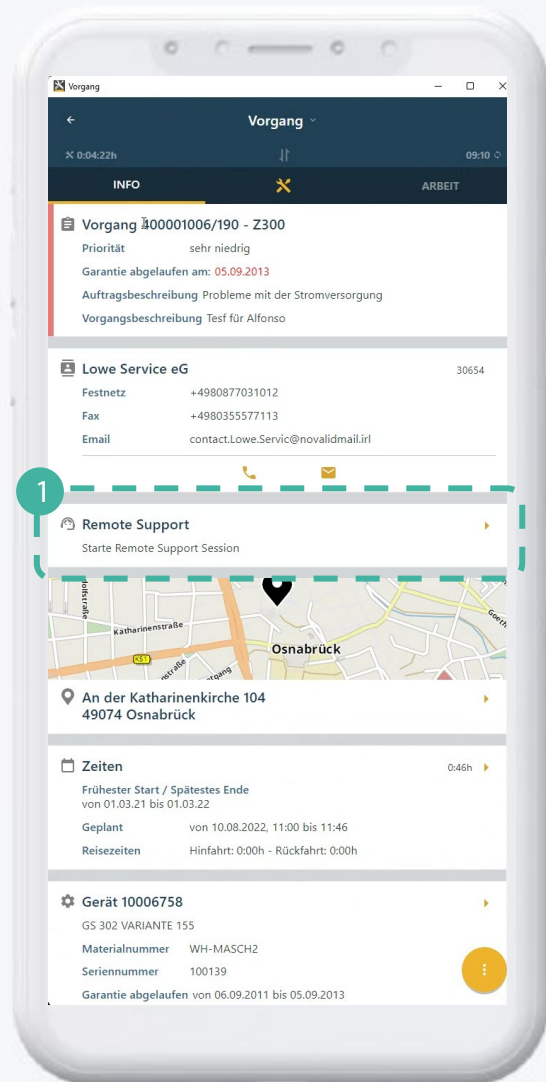 Vorgang
Vorgang
0:04:22h
09:10
INFO
ARBEIT
Vorgang 400001006/190 - Z300
Priorität sehr niedrig
Garantie abgelaufen am: 05.09.2013
Auftragsbeschreibung Probleme mit der Stromversorgung
Vorgangsbeschreibung Tesf für Alfonso
Lowe Service eG 30654
Festnetz +4980877031012
Fax +4980355577113
Email contact.Lowe.Servic@novalidmail.irl
1
Remote Support
Starte Remote Support Session
Katharinenstraße
Osnabrück
K51
An der Katharinenkirche 104
49074 Osnabrück
Zeiten 0:46h
Frühester Start / Spätestes Ende
von 01.03.21 bis 01.03.22
Geplant von 10.08.2022, 11:00 bis 11:46
Reisezeiten Hinfahrt: 0:00h - Rückfahrt: 0:00h
Gerät 10006758
GS 302 VARIANTE 155
Materialnummer WH-MASCH2
Seriennummer 100139
Garantie abgelaufen von 06.09.2011 bis 05.09.2013